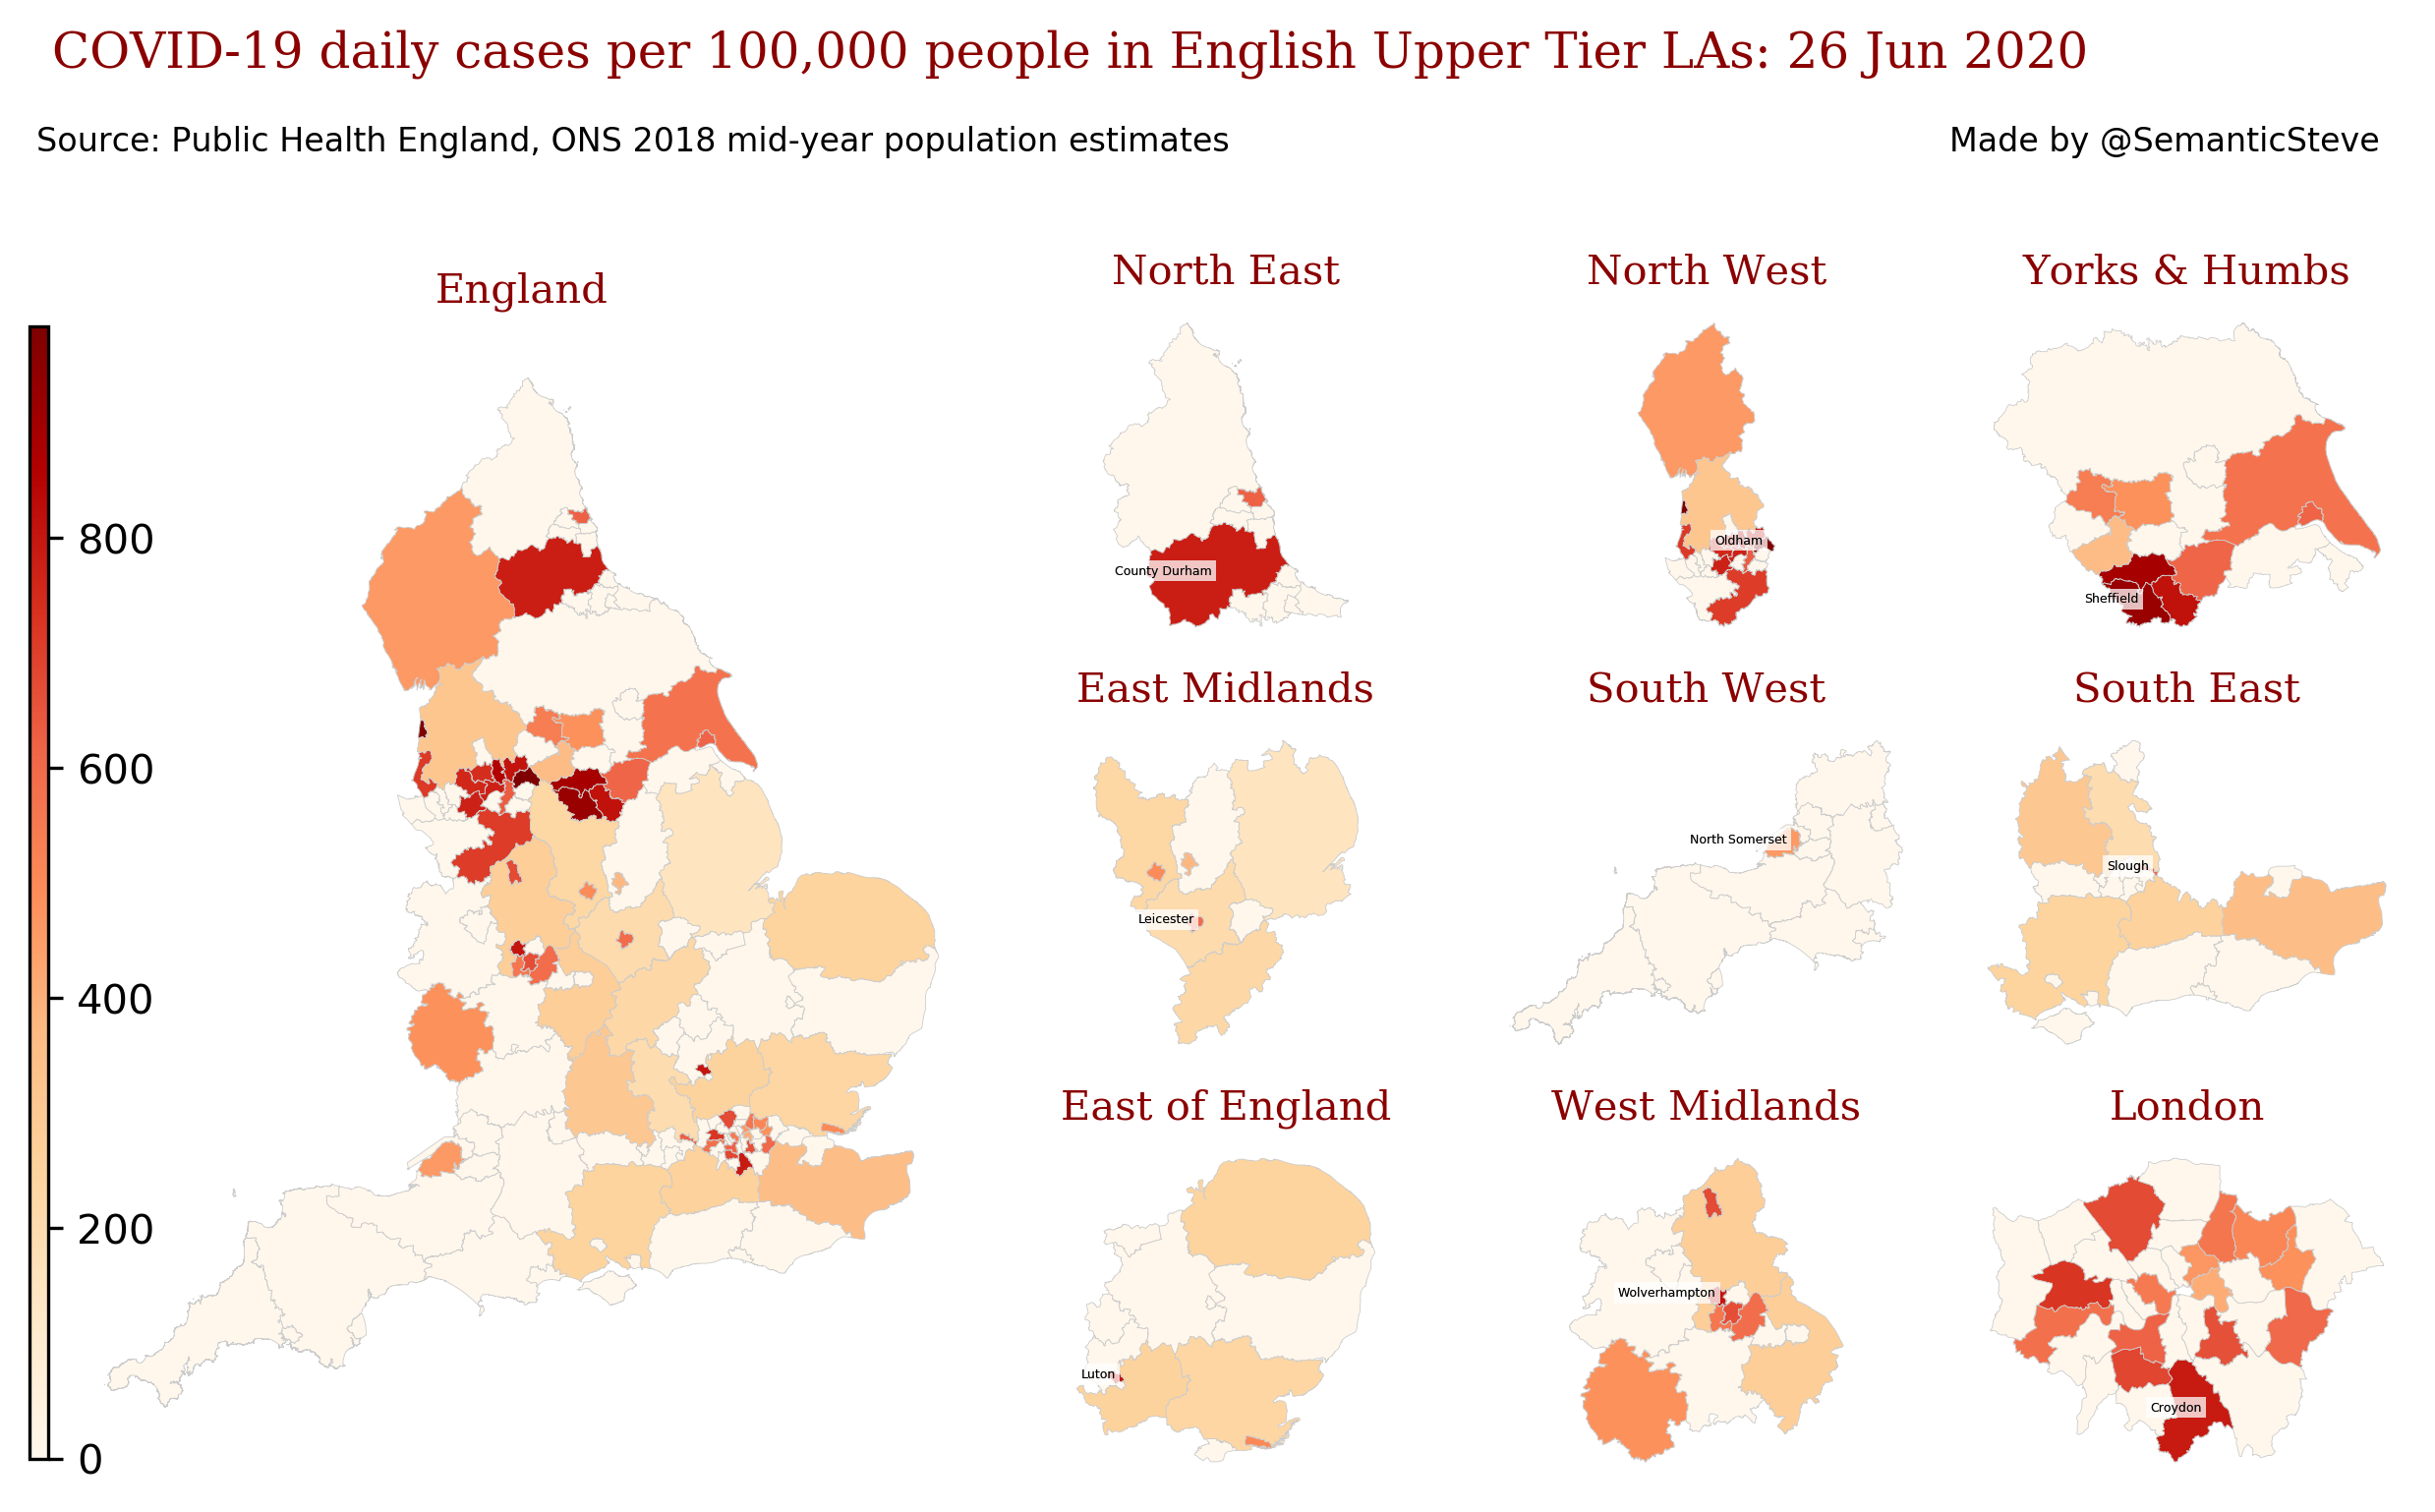 COVID-19 daily cases per 100,000 people in English Upper Tier LAs: 26 Jun 2020
Source: Public Health England, ONS 2018 mid-year population estimates
Made by @SemanticSteve
England
800
600
400
200
0
North East
County Durham
North West
Oldham
Yorks & Humbs
Sheffield
East Midlands
Leicester
South West
North Somerset
South East
Slough
East of England
Luton
West Midlands
Wolverhampton
London
Croydon